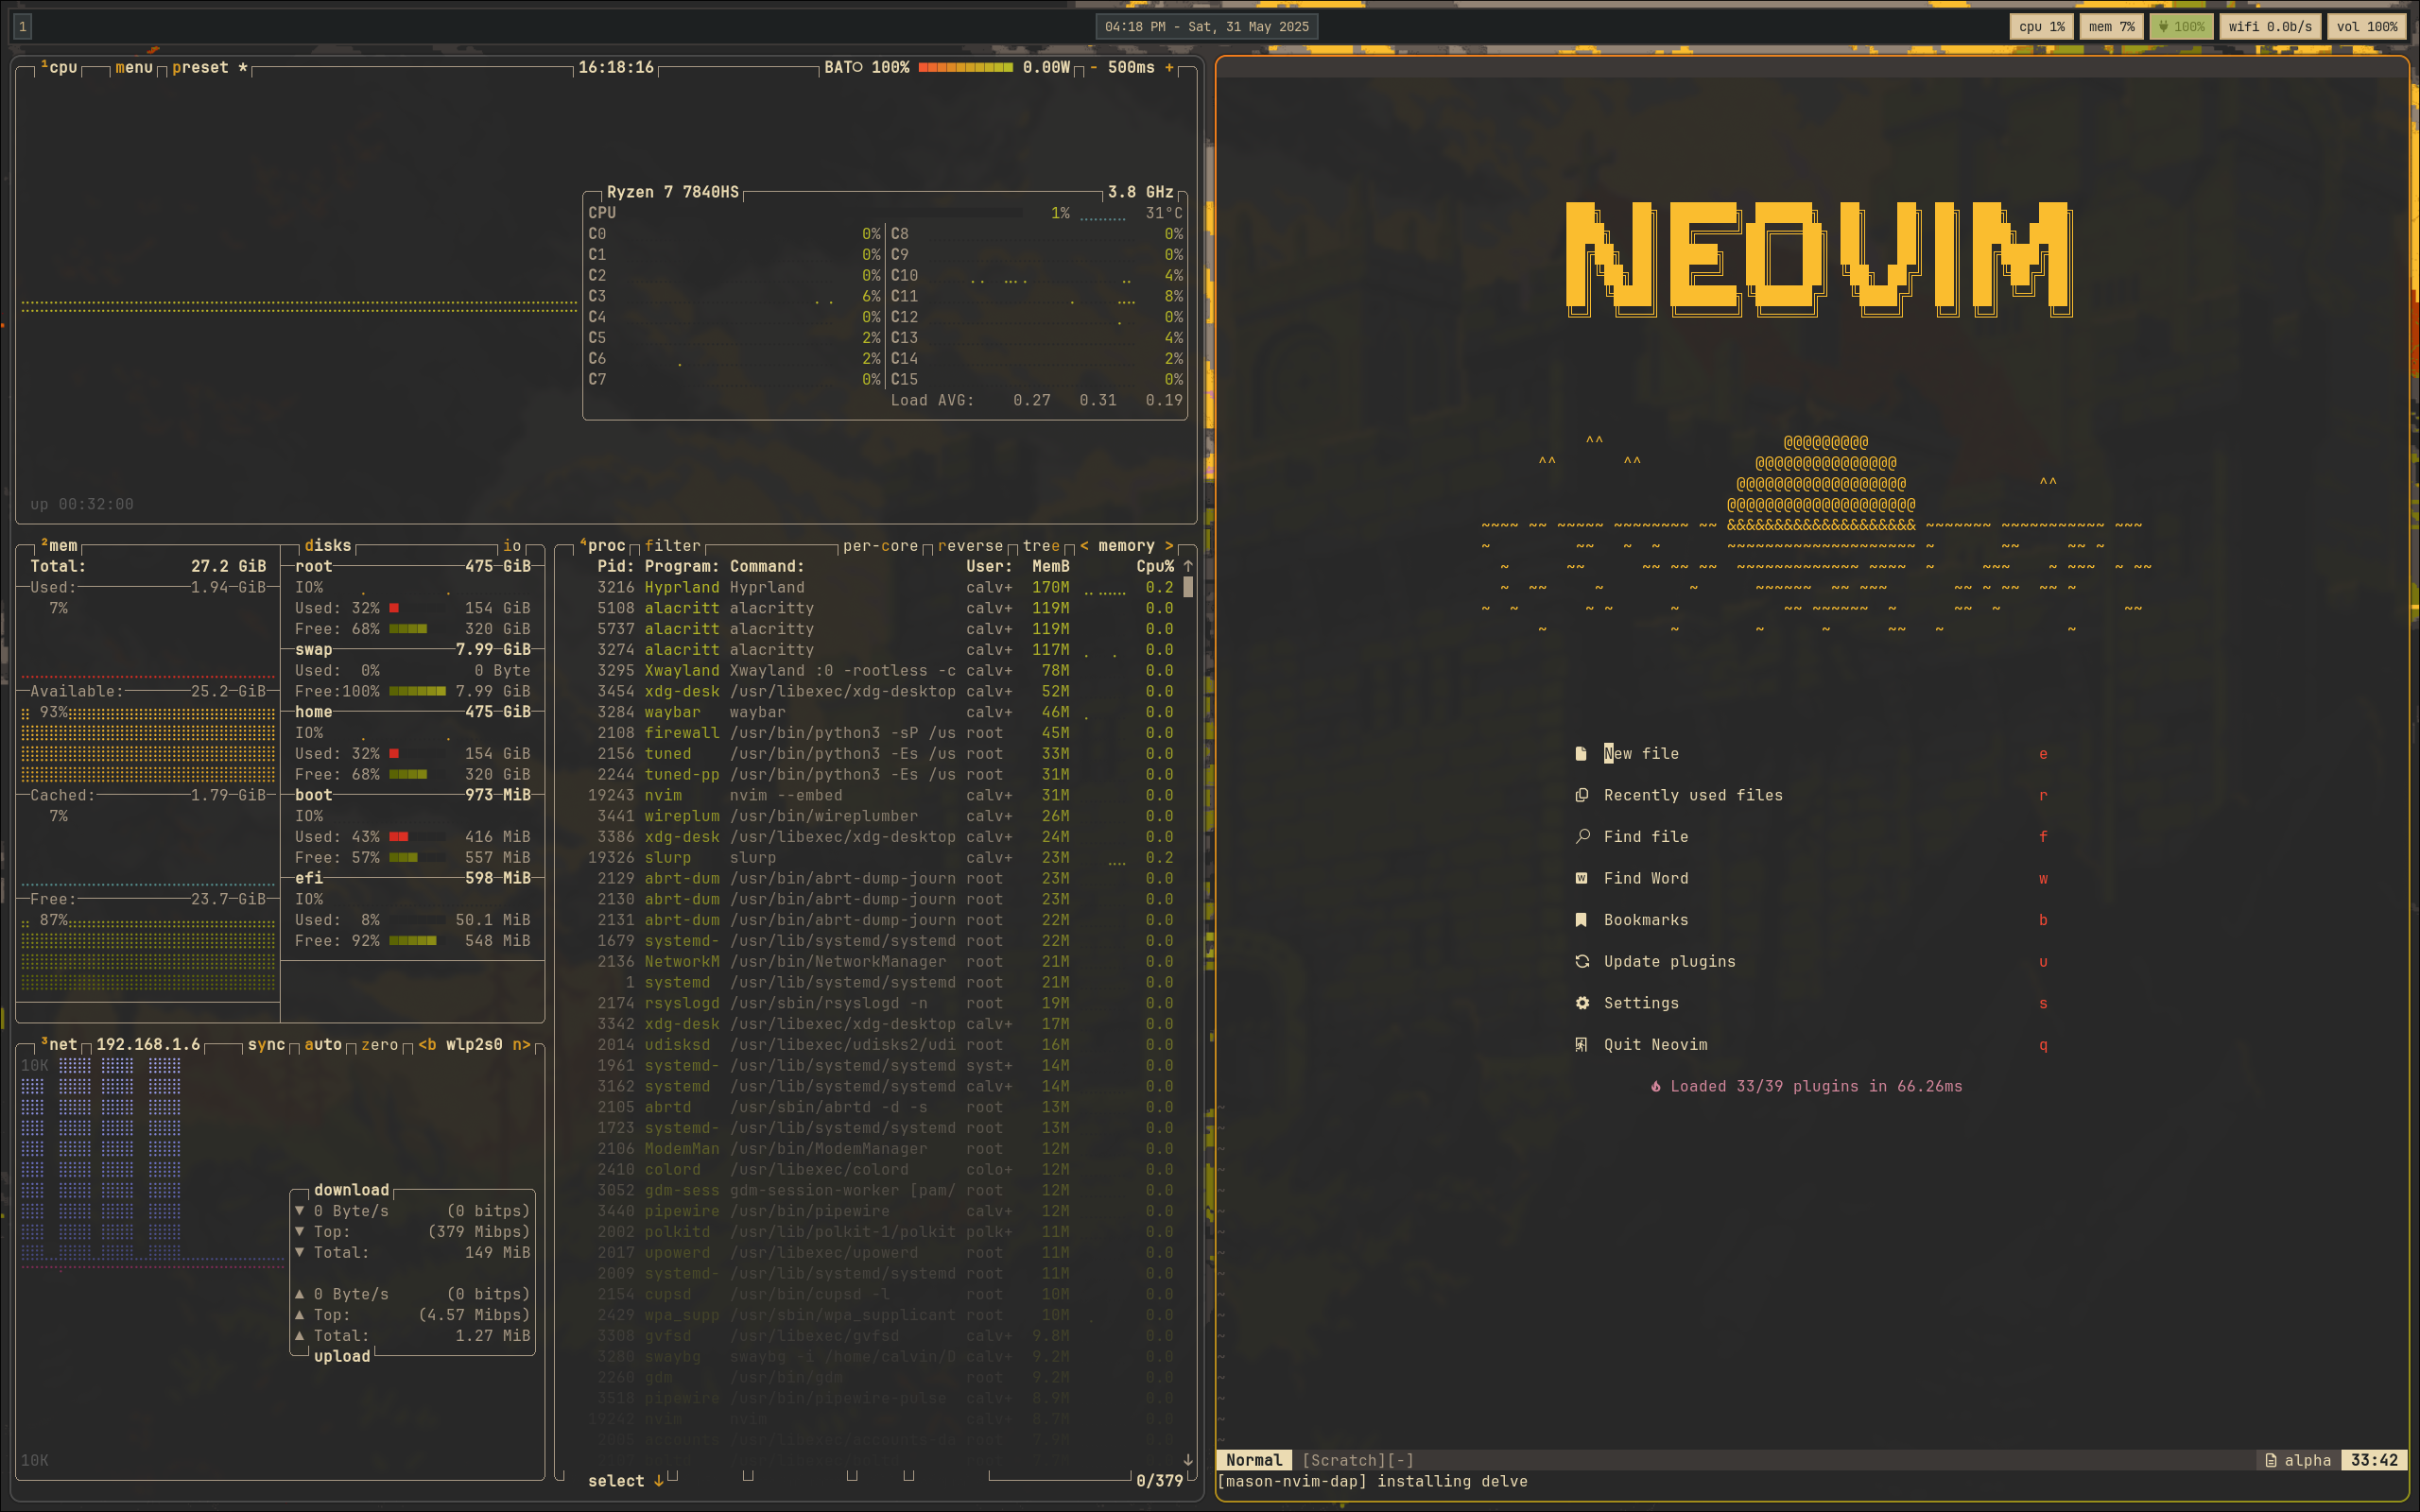 1
04:18 PM - Sat, 31 May 2025
cpu 1% mem 7% 100% wifi 0.0b/s vol 100%
¹cpu menu preset * 16:18:16 BAT○ 100% 0.00W - 500ms +
Ryzen 7 7840HS 3.8 GHz
CPU 1% 31°C
C0 0% C8 0%
C1 0% C9 0%
C2 0% C10 4%
C3 6% C11 8%
C4 0% C12 0%
C5 2% C13 4%
C6 2% C14 2%
C7 0% C15 0%
Load AVG: 0.27 0.31 0.19
up 00:32:00
²mem
Total: 27.2 GiB
Used: 1.94 GiB
7%
Available: 25.2 GiB
93%
Cached: 1.79 GiB
7%
Free: 23.7 GiB
87%
disks io
root 475 GiB
IO%
Used: 32% 154 GiB
Free: 68% 320 GiB
swap 7.99 GiB
Used: 0% 0 Byte
Free:100% 7.99 GiB
home 475 GiB
IO%
Used: 32% 154 GiB
Free: 68% 320 GiB
boot 973 MiB
IO%
Used: 43% 416 MiB
Free: 57% 557 MiB
efi 598 MiB
IO%
Used: 8% 50.1 MiB
Free: 92% 548 MiB
³net 192.168.1.6 sync auto zero <b wlp2s0 n>
10K
download
▼ 0 Byte/s (0 bitps)
▼ Top: (379 Mibps)
▼ Total: 149 MiB
▲ 0 Byte/s (0 bitps)
▲ Top: (4.57 Mibps)
▲ Total: 1.27 MiB
upload
10K
⁴proc filter per-core reverse tree < memory >
Pid: Program: Command: User: MemB Cpu% ↑
3216 Hyprland Hyprland calv+ 170M 0.2
5108 alacritt alacritty calv+ 119M 0.0
5737 alacritt alacritty calv+ 119M 0.0
3274 alacritt alacritty calv+ 117M 0.0
3295 Xwayland Xwayland :0 -rootless -c calv+ 78M 0.0
3454 xdg-desk /usr/libexec/xdg-desktop calv+ 52M 0.0
3284 waybar waybar calv+ 46M 0.0
2108 firewall /usr/bin/python3 -sP /us root 45M 0.0
2156 tuned /usr/bin/python3 -Es /us root 33M 0.0
2244 tuned-pp /usr/bin/python3 -Es /us root 31M 0.0
19243 nvim nvim --embed calv+ 31M 0.0
3441 wireplum /usr/bin/wireplumber calv+ 26M 0.0
3386 xdg-desk /usr/libexec/xdg-desktop calv+ 24M 0.0
19326 slurp slurp calv+ 23M 0.2
2129 abrt-dum /usr/bin/abrt-dump-journ root 23M 0.0
2130 abrt-dum /usr/bin/abrt-dump-journ root 23M 0.0
2131 abrt-dum /usr/bin/abrt-dump-journ root 22M 0.0
1679 systemd- /usr/lib/systemd/systemd root 22M 0.0
2136 NetworkM /usr/bin/NetworkManager root 21M 0.0
1 systemd /usr/lib/systemd/systemd root 21M 0.0
2174 rsyslogd /usr/sbin/rsyslogd -n root 19M 0.0
3342 xdg-desk /usr/libexec/xdg-desktop calv+ 17M 0.0
2014 udisksd /usr/libexec/udisks2/udi root 16M 0.0
1961 systemd- /usr/lib/systemd/systemd syst+ 14M 0.0
3162 systemd /usr/lib/systemd/systemd calv+ 14M 0.0
2105 abrtd /usr/sbin/abrtd -d -s root 13M 0.0
1723 systemd- /usr/lib/systemd/systemd root 13M 0.0
2106 ModemMan /usr/bin/ModemManager root 12M 0.0
2410 colord /usr/libexec/colord colo+ 12M 0.0
3052 gdm-sess gdm-session-worker [pam/ root 12M 0.0
3440 pipewire /usr/bin/pipewire calv+ 12M 0.0
2002 polkitd /usr/lib/polkit-1/polkit polk+ 11M 0.0
2017 upowerd /usr/libexec/upowerd root 11M 0.0
2009 systemd- /usr/lib/systemd/systemd root 11M 0.0
2154 cupsd /usr/bin/cupsd -l root 10M 0.0
2429 wpa_supp /usr/sbin/wpa_supplicant root 10M 0.0
3308 gvfsd /usr/libexec/gvfsd calv+ 9.8M 0.0
3280 swaybg swaybg -i /home/calvin/D calv+ 9.2M 0.0
2260 gdm /usr/bin/gdm root 9.2M 0.0
3518 pipewire /usr/bin/pipewire-pulse calv+ 8.9M 0.0
19242 nvim nvim calv+ 8.7M 0.0
accounts /usr/libexec/accounts-da root 7.9M 0.0
select ↓ 0/379 ↓
NEOVIM
New file e
Recently used files r
Find file f
Find Word w
Bookmarks b
Update plugins u
Settings s
Quit Neovim q
Loaded 33/39 plugins in 66.26ms
Normal [Scratch][-] alpha 33:42
[mason-nvim-dap] installing delve